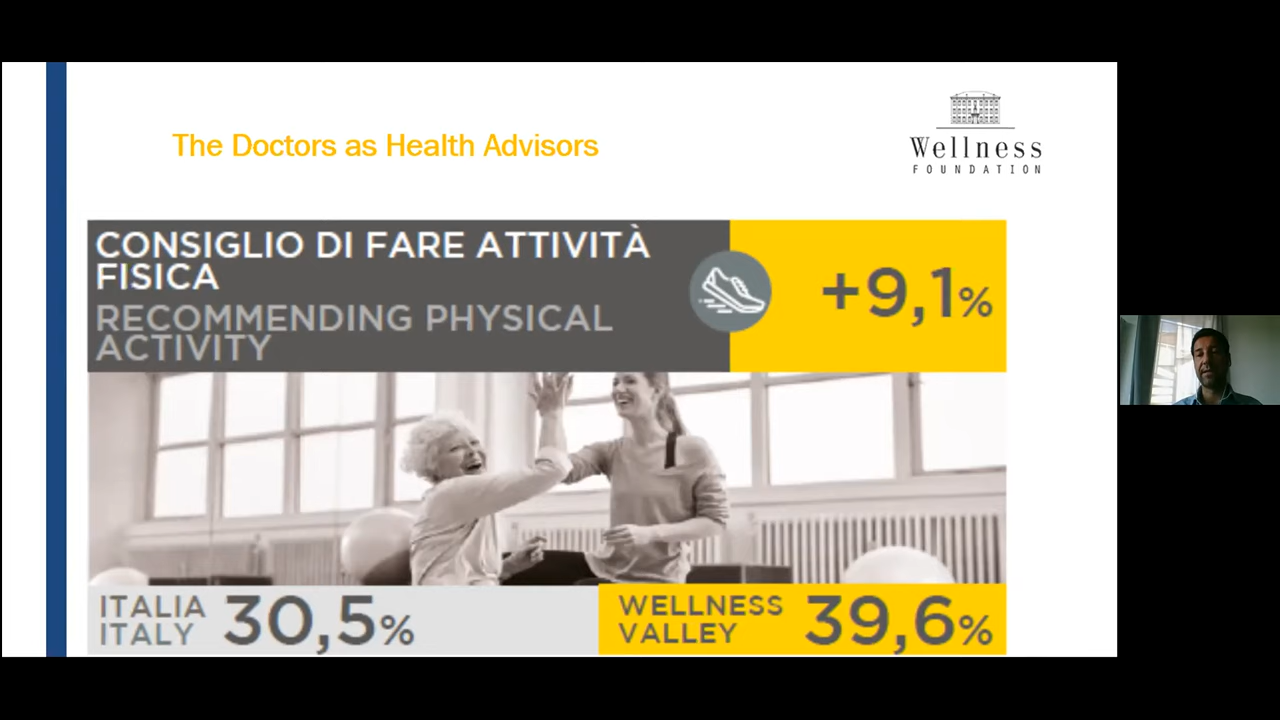 The Doctors as Health Advisors
Wellness
FOUNDATION
CONSIGLIO DI FARE ATTIVITÀ
FISICA
RECOMMENDING PHYSICAL
ACTIVITY
+9,1%
ITALIA
ITALY
30,5%
WELLNESS
VALLEY
39,6%